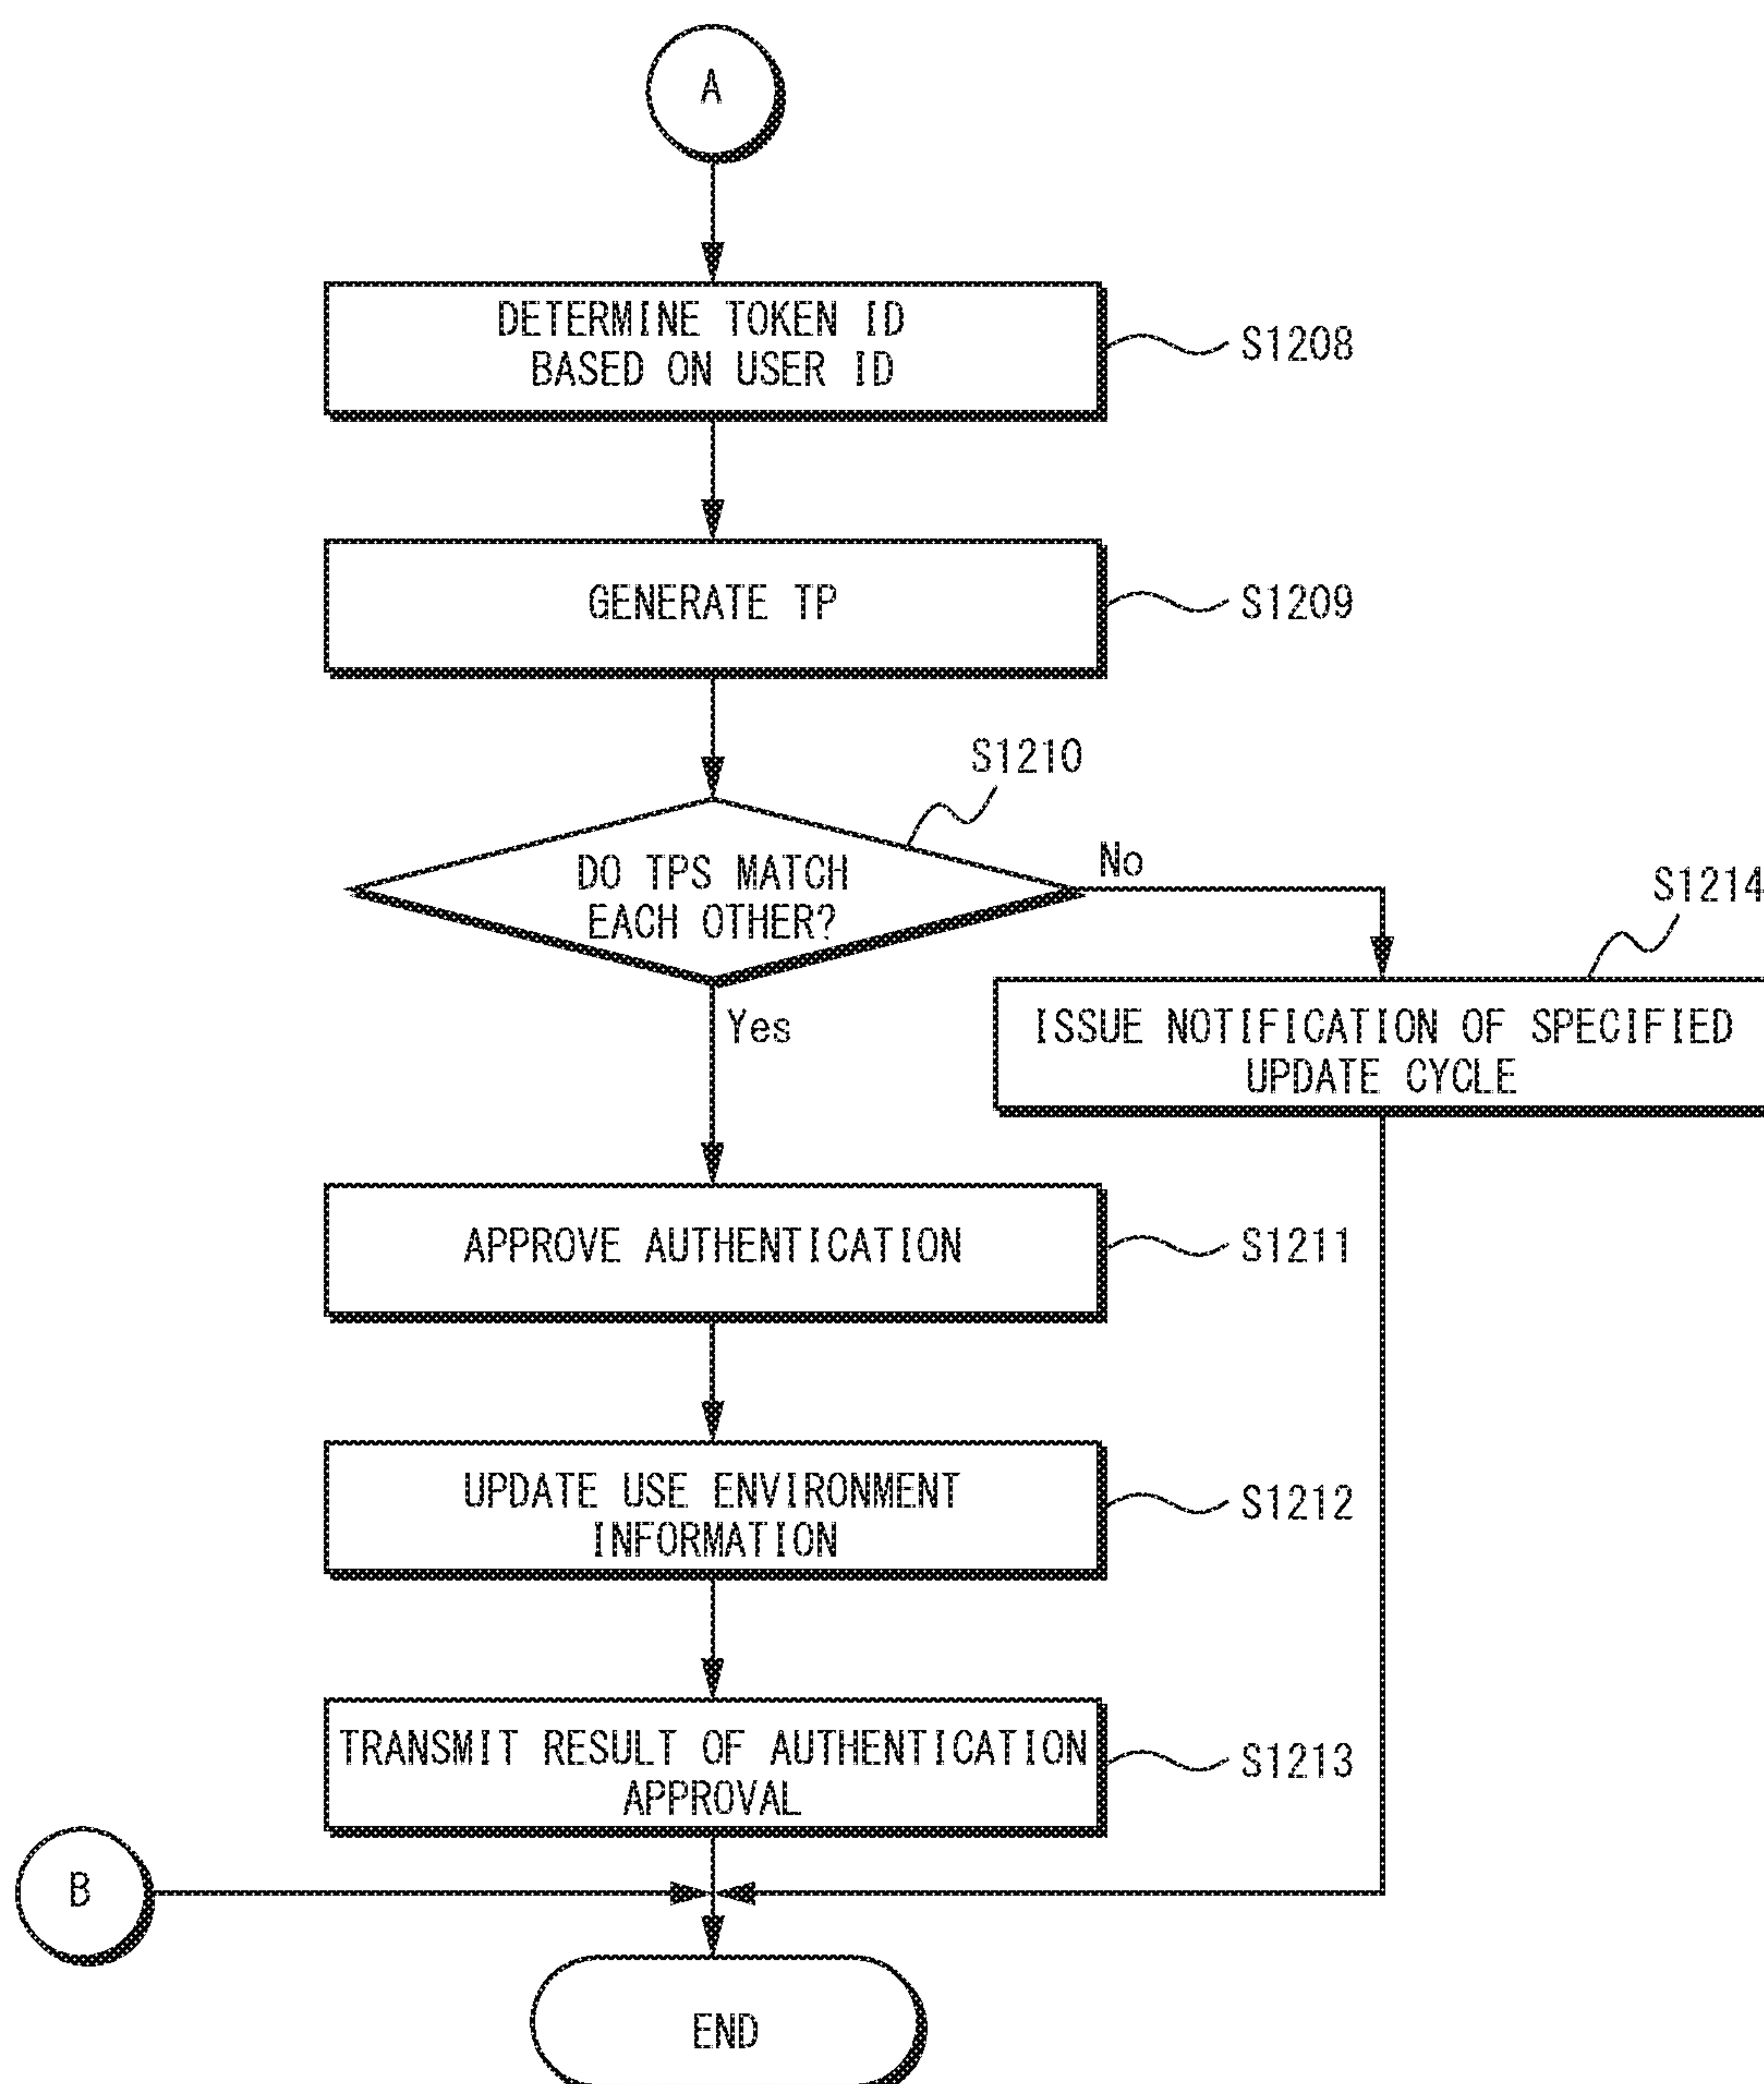 A
DETERMINE TOKEN ID
BASED ON USER ID
S1208
GENERATE TP
S1209
S1210
DO TPS MATCH
EACH OTHER?
No
S1214
Yes
ISSUE NOTIFICATION OF SPECIFIED
UPDATE CYCLE
APPROVE AUTHENTICATION
S1211
UPDATE USE ENVIRONMENT
INFORMATION
S1212
TRANSMIT RESULT OF AUTHENTICATION
APPROVAL
S1213
B
END